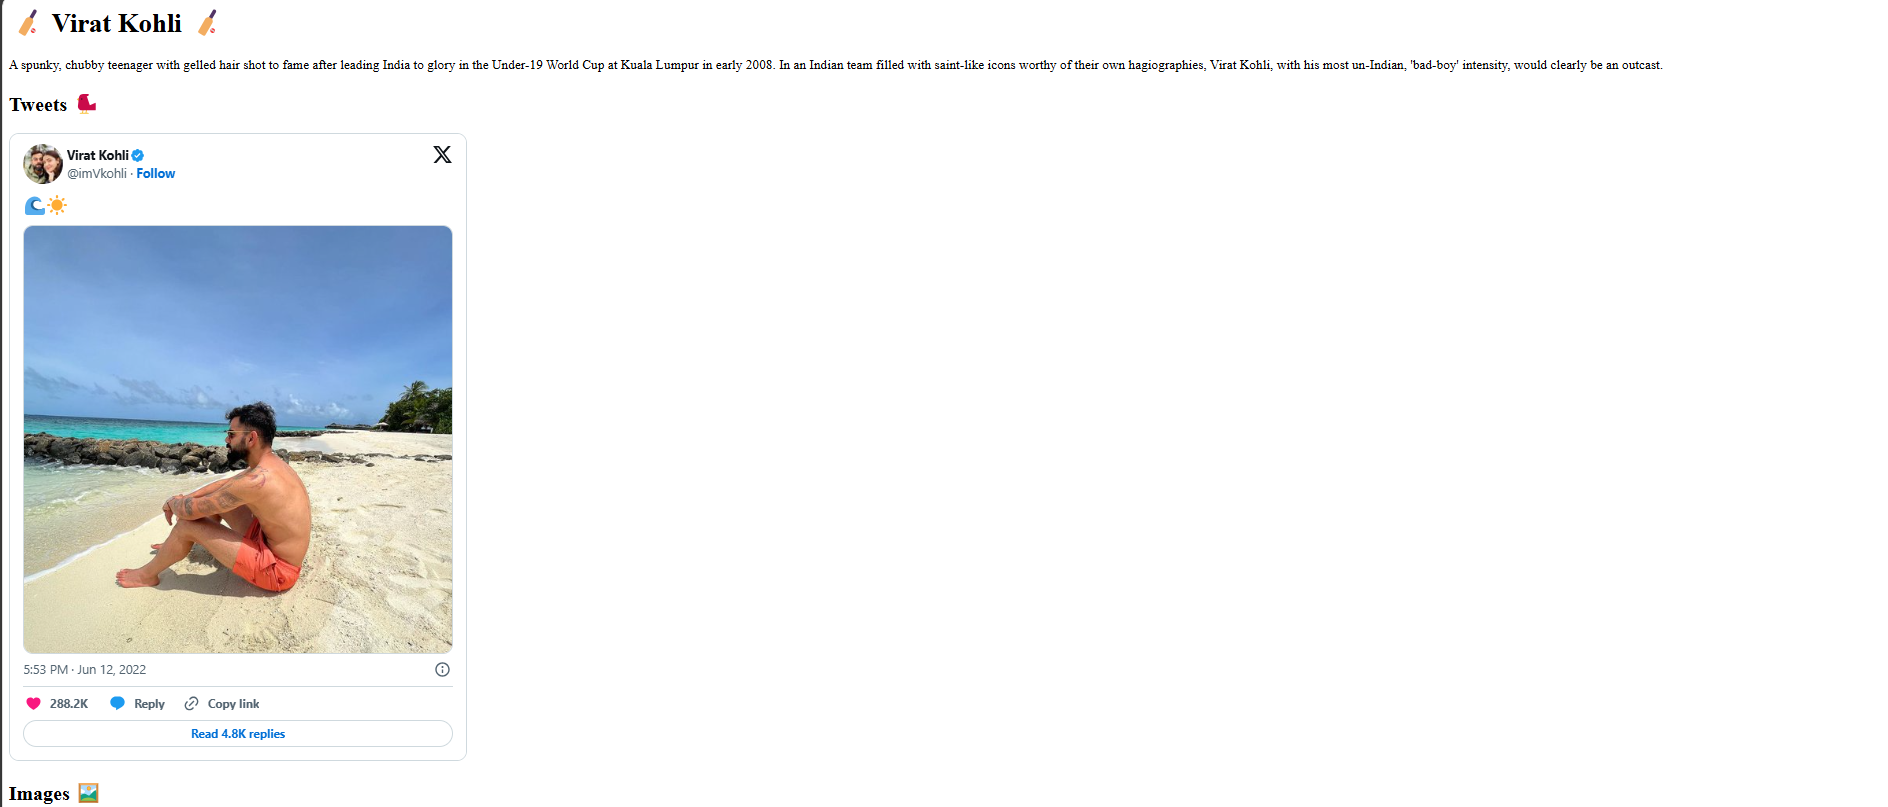 🏏 Virat Kohli 🏏
A spunky, chubby teenager with gelled hair shot to fame after leading India to glory in the Under-19 World Cup at Kuala Lumpur in early 2008. In an Indian team filled with saint-like icons worthy of their own hagiographies, Virat Kohli, with his most un-Indian, 'bad-boy' intensity, would clearly be an outcast.
Tweets
Virat Kohli
@imVkohli · Follow
🌊☀️
5:53 PM · Jun 12, 2022
288.2K Reply Copy link
Read 4.8K replies
Images 🖼️